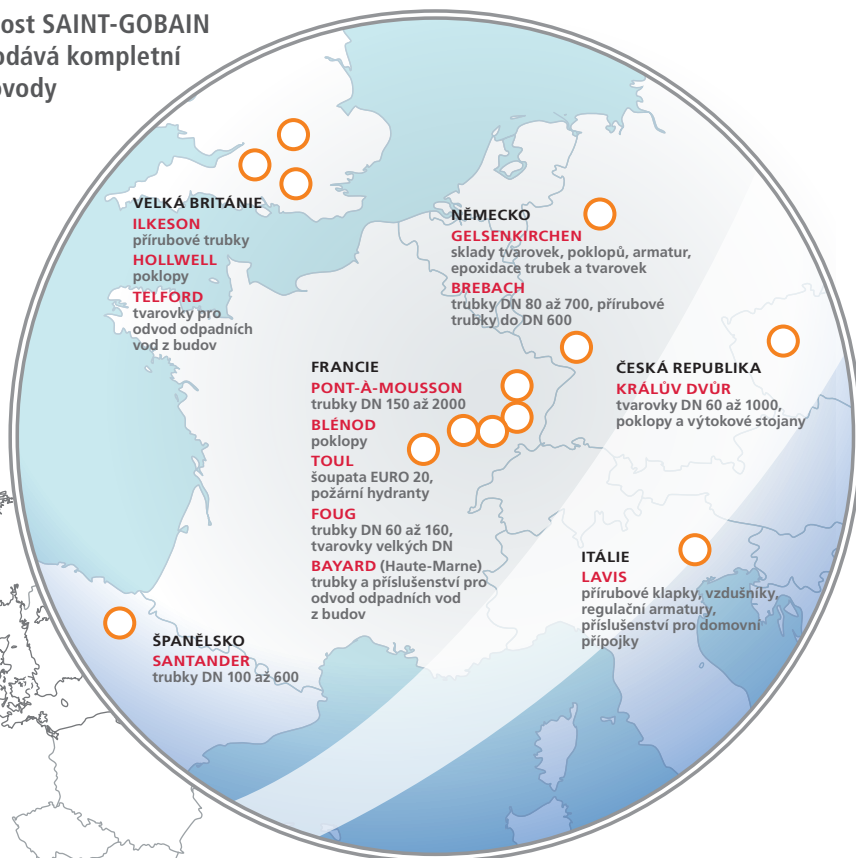 ost SAINT-GOBAIN
odává kompletní
ovody
VELKÁ BRITÁNIE
ILKESON
přírubové trubky
HOLLWELL
poklopy
TELFORD
tvarovky pro
odvod odpadních
vod z budov
NĚMECKO
GELSENKIRCHEN
sklady tvarovek, poklopů, armatur,
epoxidace trubek a tvarovek
BREBACH
trubky DN 80 až 700, přírubové
trubky do DN 600
FRANCIE
PONT-À-MOUSSON
trubky DN 150 až 2000
BLÉNOD
poklopy
TOUL
šoupata EURO 20,
požární hydranty
FOUG
trubky DN 60 až 160,
tvarovky velkých DN
BAYARD (Haute-Marne)
trubky a příslušenství pro
odvod odpadních vod
z budov
ČESKÁ REPUBLIKA
KRÁLŮV DVŮR
tvarovky DN 60 až 1000,
poklopy a výtokové stojany
ITÁLIE
LAVIS
přírubové klapky, vzdušníky,
regulační armatury,
příslušenství pro domovní
přípojky
ŠPANĚLSKO
SANTANDER
trubky DN 100 až 600